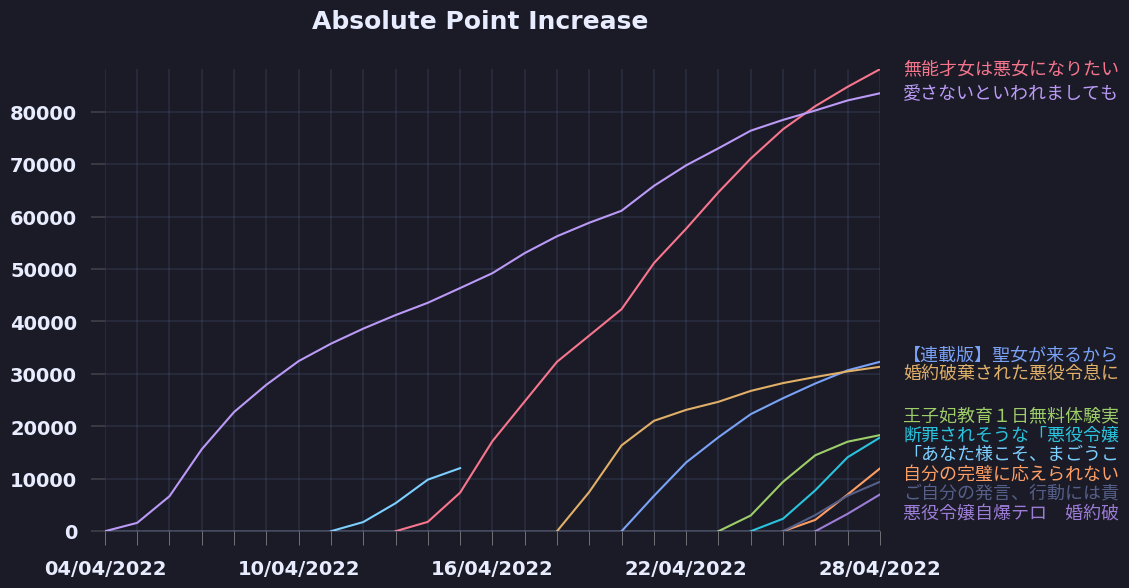 Absolute Point Increase
無能才女は悪女になりたい
愛さないといわれましても
80000
70000
60000
50000
40000
30000
20000
10000
0
【連載版】聖女が来るから
婚約破棄された悪役令息に
王子妃教育１日無料体験実
断罪されそうな「悪役令嬢
「あなた様こそ、まごうこ
自分の完璧に応えられない
ご自分の発言、行動には責
悪役令嬢自爆テロ　婚約破
04/04/2022
10/04/2022
16/04/2022
22/04/2022
28/04/2022